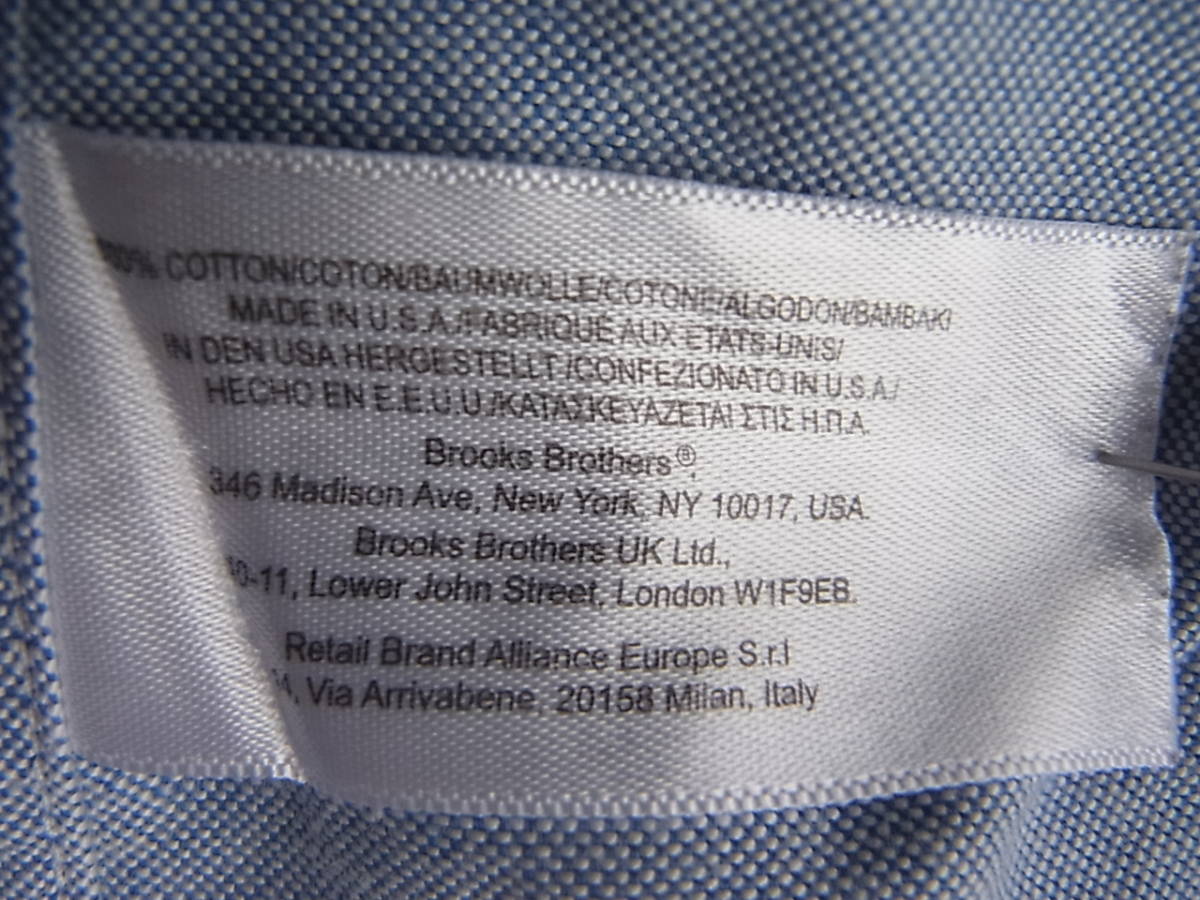 COTTON/COTON/BAUMWOLLE/COTONE/ALGODON/BAMBAKI
MADE IN U.S.A./FABRIQUE AUX ETATS-UNIS/
IN DEN USA HERGESTELLT/CONFEZIONATO IN U.S.A./
HECHO EN E.E.U.U./ΚΑΤΑΣΚΕΥΑΖΕΤΑΙ ΣΤΙΣ Η.Π.Α.
Brooks Brothers®,
346 Madison Ave, New York, NY 10017, USA.
Brooks Brothers UK Ltd.,
10-11, Lower John Street, London W1F9EB.
Retail Brand Alliance Europe S.r.l
Via Arrivabene, 20158 Milan, Italy